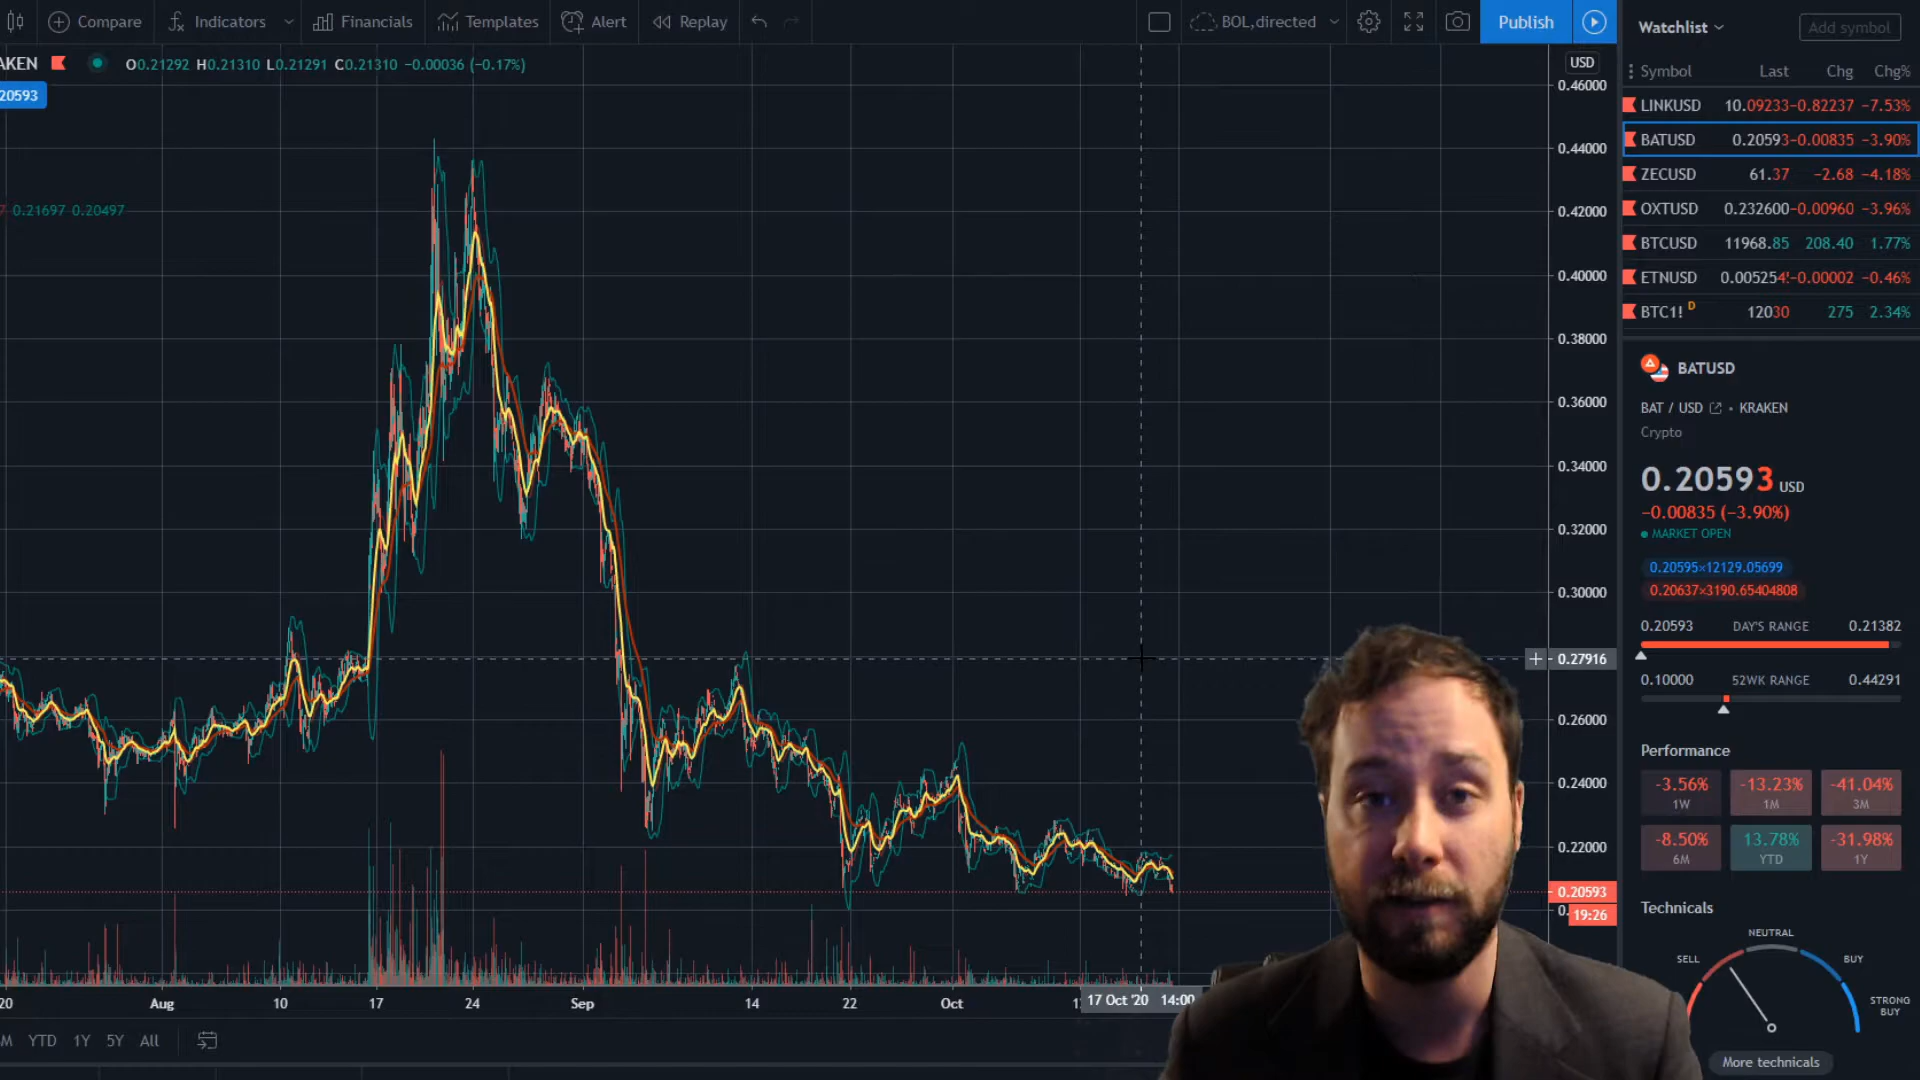 Compare
Indicators
Financials
Templates
Alert
Replay
BOL,directed
Publish
AKEN O0.21292 H0.21310 L0.21291 C0.21310 −0.00036 (−0.17%)
20593
0.21697 0.20497
USD
0.46000
0.44000
0.42000
0.40000
0.38000
0.36000
0.34000
0.32000
0.30000
0.27916
0.26000
0.24000
0.22000
0.20593
19:26
20 Aug 10 17 24 Sep 14 22 Oct 17 Oct '20 14:00
M YTD 1Y 5Y All
Watchlist
Add symbol
Symbol Last Chg Chg%
LINKUSD 10.09233 −0.82237 −7.53%
BATUSD 0.20593 −0.00835 −3.90%
ZECUSD 61.37 −2.68 −4.18%
OXTUSD 0.232600 −0.00960 −3.96%
BTCUSD 11968.85 208.40 1.77%
ETNUSD 0.005254 −0.00002 −0.46%
BTC1! D 12030 275 2.34%
BATUSD
BAT / USD • KRAKEN
Crypto
0.20593 USD
−0.00835 (−3.90%)
MARKET OPEN
0.20595×12129.05699
0.20637×3190.65404808
0.20593 DAY'S RANGE 0.21382
0.10000 52WK RANGE 0.44291
Performance
-3.56% -13.23% -41.04%
1W 1M 3M
-8.50% 13.78% -31.98%
6M YTD 1Y
Technicals
NEUTRAL
SELL BUY
STRONG
BUY
More technicals